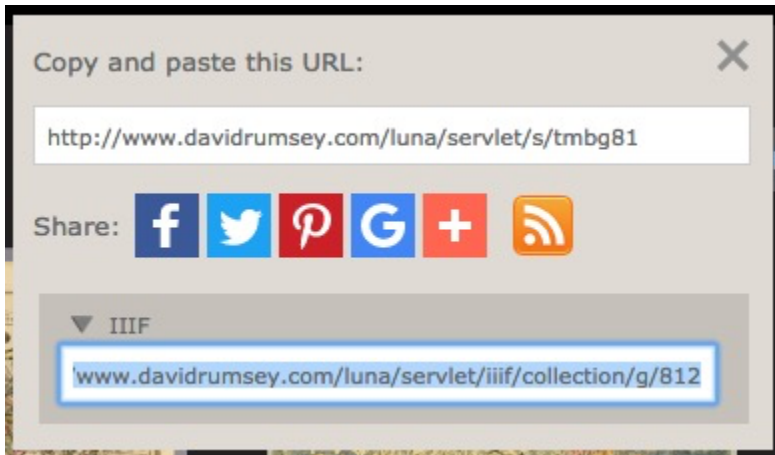 Copy and paste this URL:
http://www.davidrumsey.com/luna/servlet/s/tmbg81
Share:
IIIF
www.davidrumsey.com/luna/servlet/iiif/collection/g/812